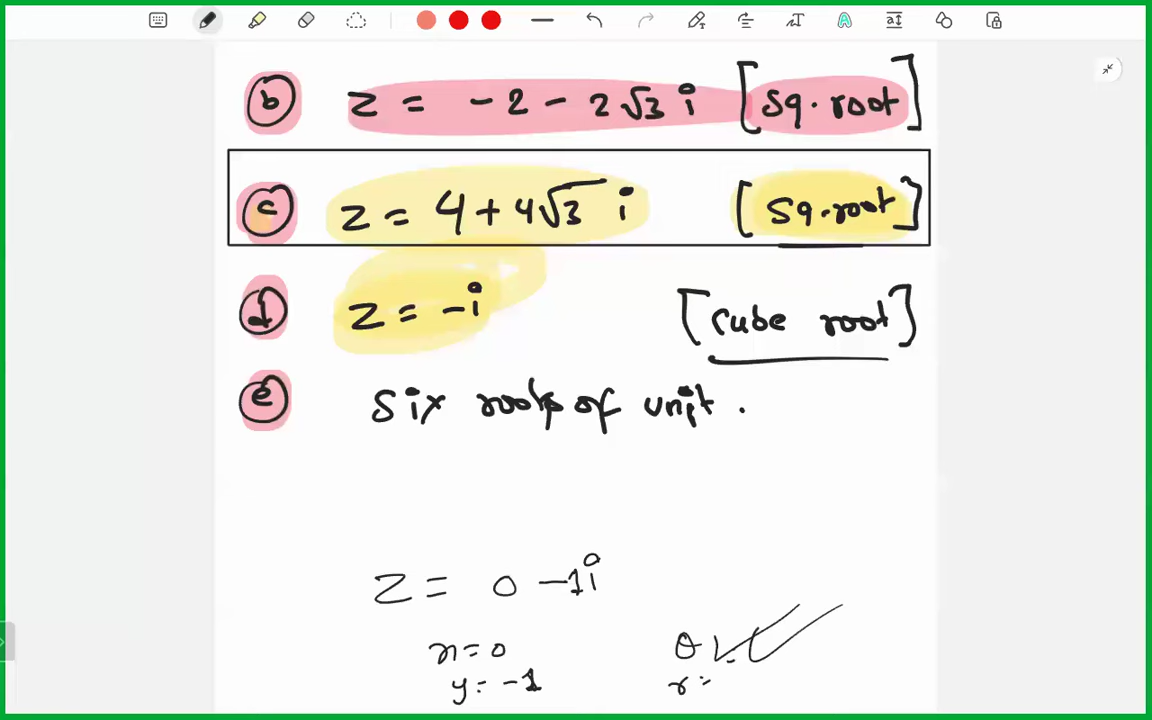 ⓑ z = -2 - 2√3 i [sq. root]
ⓒ z = 4 + 4√3 i [sq. root]
ⓓ z = -i [cube root]
ⓔ six roots of unit.
z = 0 - 1i
x = 0 θ
y = -1 r =